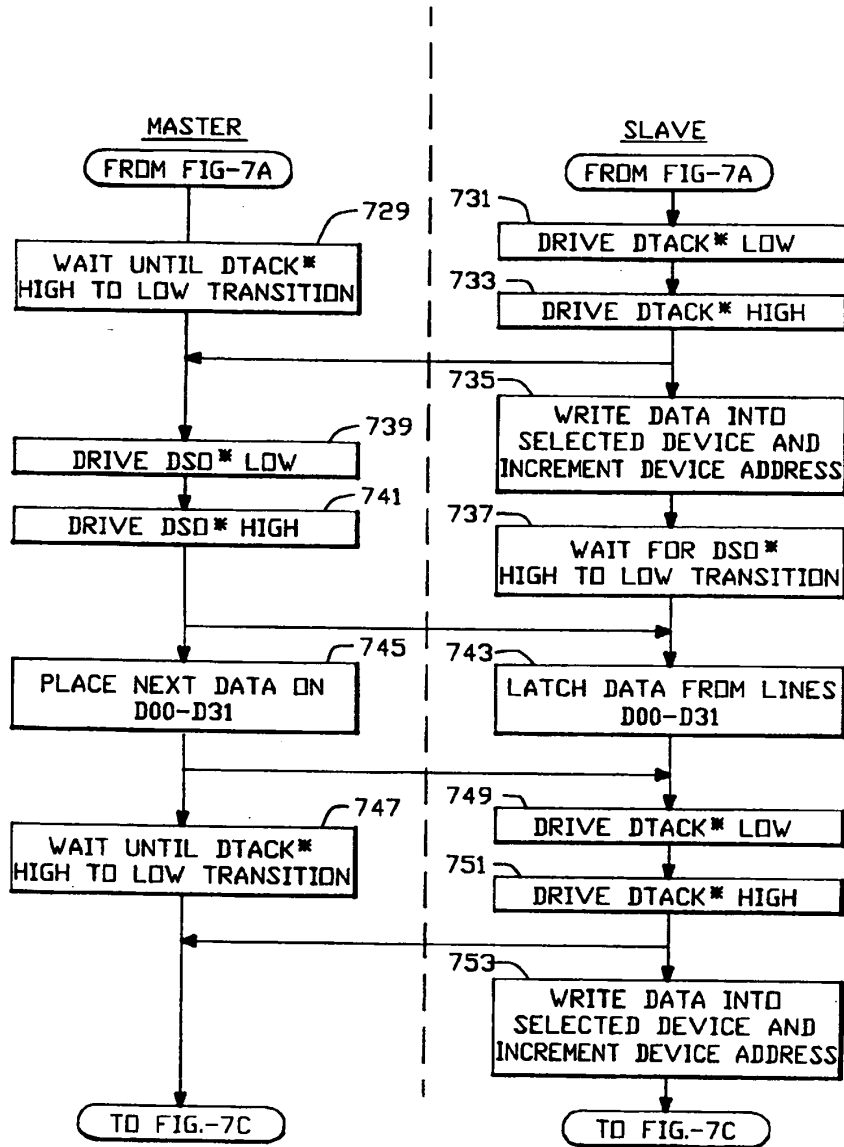 MASTER
FROM FIG-7A
729
WAIT UNTIL DTACK*
HIGH TO LOW TRANSITION
739
DRIVE DSO* LOW
741
DRIVE DSO* HIGH
745
PLACE NEXT DATA ON
D00-D31
747
WAIT UNTIL DTACK*
HIGH TO LOW TRANSITION
TO FIG.-7C
SLAVE
FROM FIG-7A
731
DRIVE DTACK* LOW
733
DRIVE DTACK* HIGH
735
WRITE DATA INTO
SELECTED DEVICE AND
INCREMENT DEVICE ADDRESS
737
WAIT FOR DSO*
HIGH TO LOW TRANSITION
743
LATCH DATA FROM LINES
D00-D31
749
DRIVE DTACK* LOW
751
DRIVE DTACK* HIGH
753
WRITE DATA INTO
SELECTED DEVICE AND
INCREMENT DEVICE ADDRESS
TO FIG.-7C